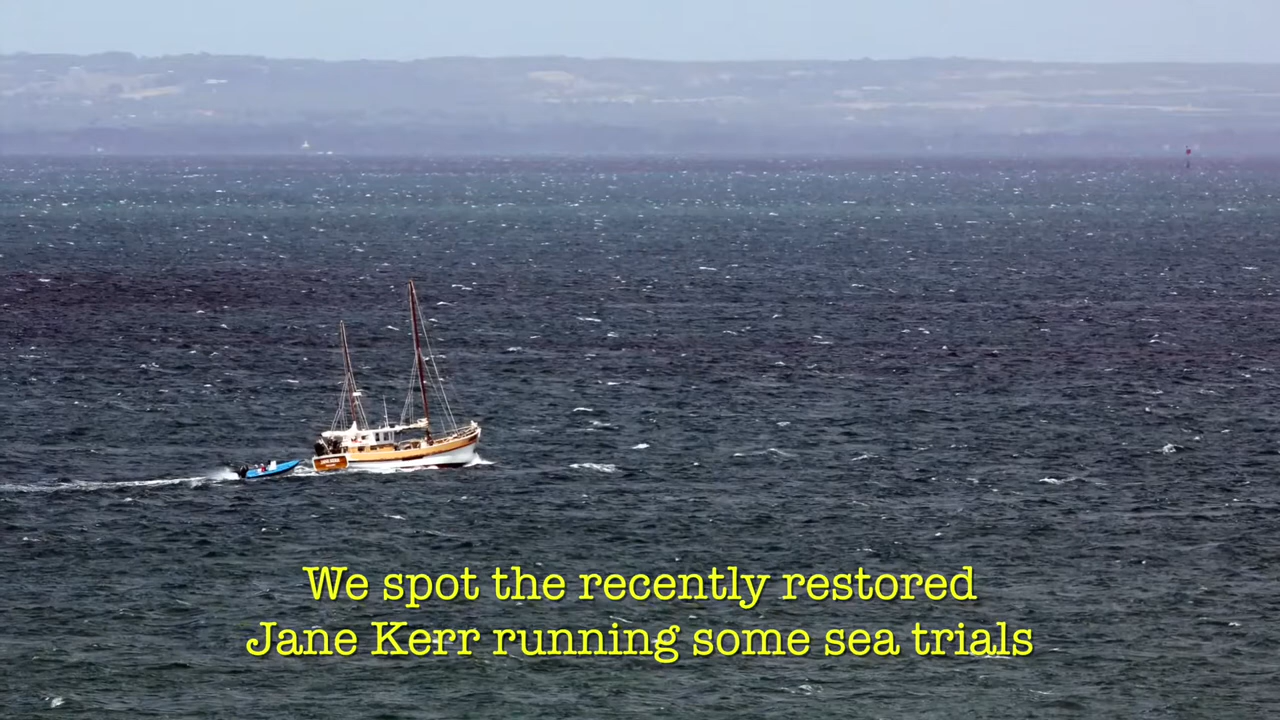 We spot the recently restored
Jane Kerr running some sea trials